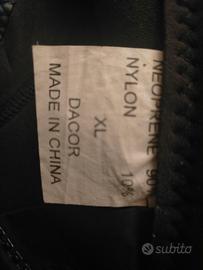 NEOPRENE 90%
NYLON 10%
XL
DACOR
MADE IN CHINA
subito